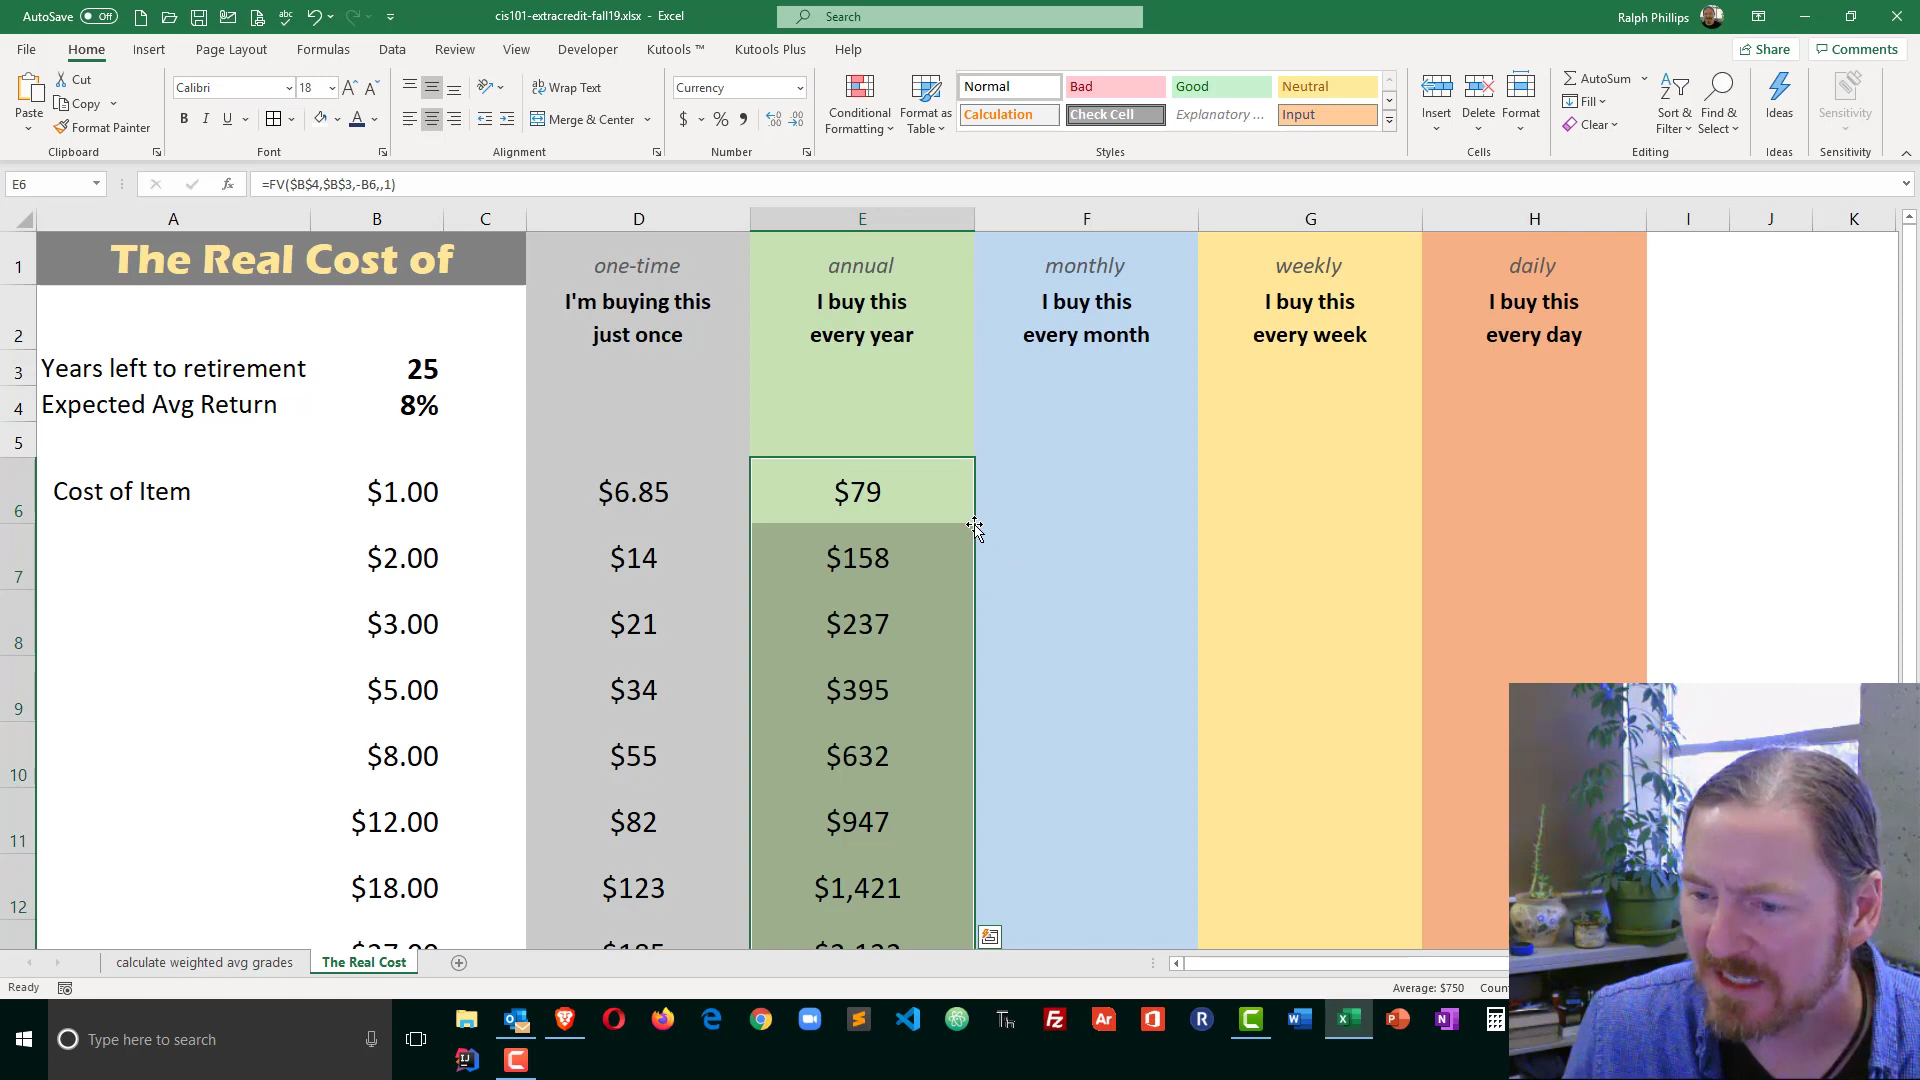 AutoSave Off
cis101-extracredit-fall19.xlsx - Excel
Search
Ralph Phillips
File Home Insert Page Layout Formulas Data Review View Developer Kutools ™ Kutools Plus Help
Share Comments
Paste
Cut
Copy
Format Painter
Clipboard
Calibri 18
B I U
Font
Wrap Text
Merge & Center
Alignment
Currency
$ % ,
Number
Conditional Formatting
Format as Table
Normal Bad Good Neutral
Calculation Check Cell Explanatory ... Input
Styles
Insert Delete Format
Cells
AutoSum
Fill
Clear
Sort & Filter
Find & Select
Editing
Ideas
Ideas
Sensitivity
Sensitivity
E6
fx =FV($B$4,$B$3,-B6,,1)
A B C D E F G H I J K
1 The Real Cost of one-time annual monthly weekly daily
2 I'm buying this just once I buy this every year I buy this every month I buy this every week I buy this every day
3 Years left to retirement 25
4 Expected Avg Return 8%
5
6 Cost of Item $1.00 $6.85 $79
7 $2.00 $14 $158
8 $3.00 $21 $237
9 $5.00 $34 $395
10 $8.00 $55 $632
11 $12.00 $82 $947
12 $18.00 $123 $1,421
calculate weighted avg grades The Real Cost
Ready
Average: $750
Type here to search